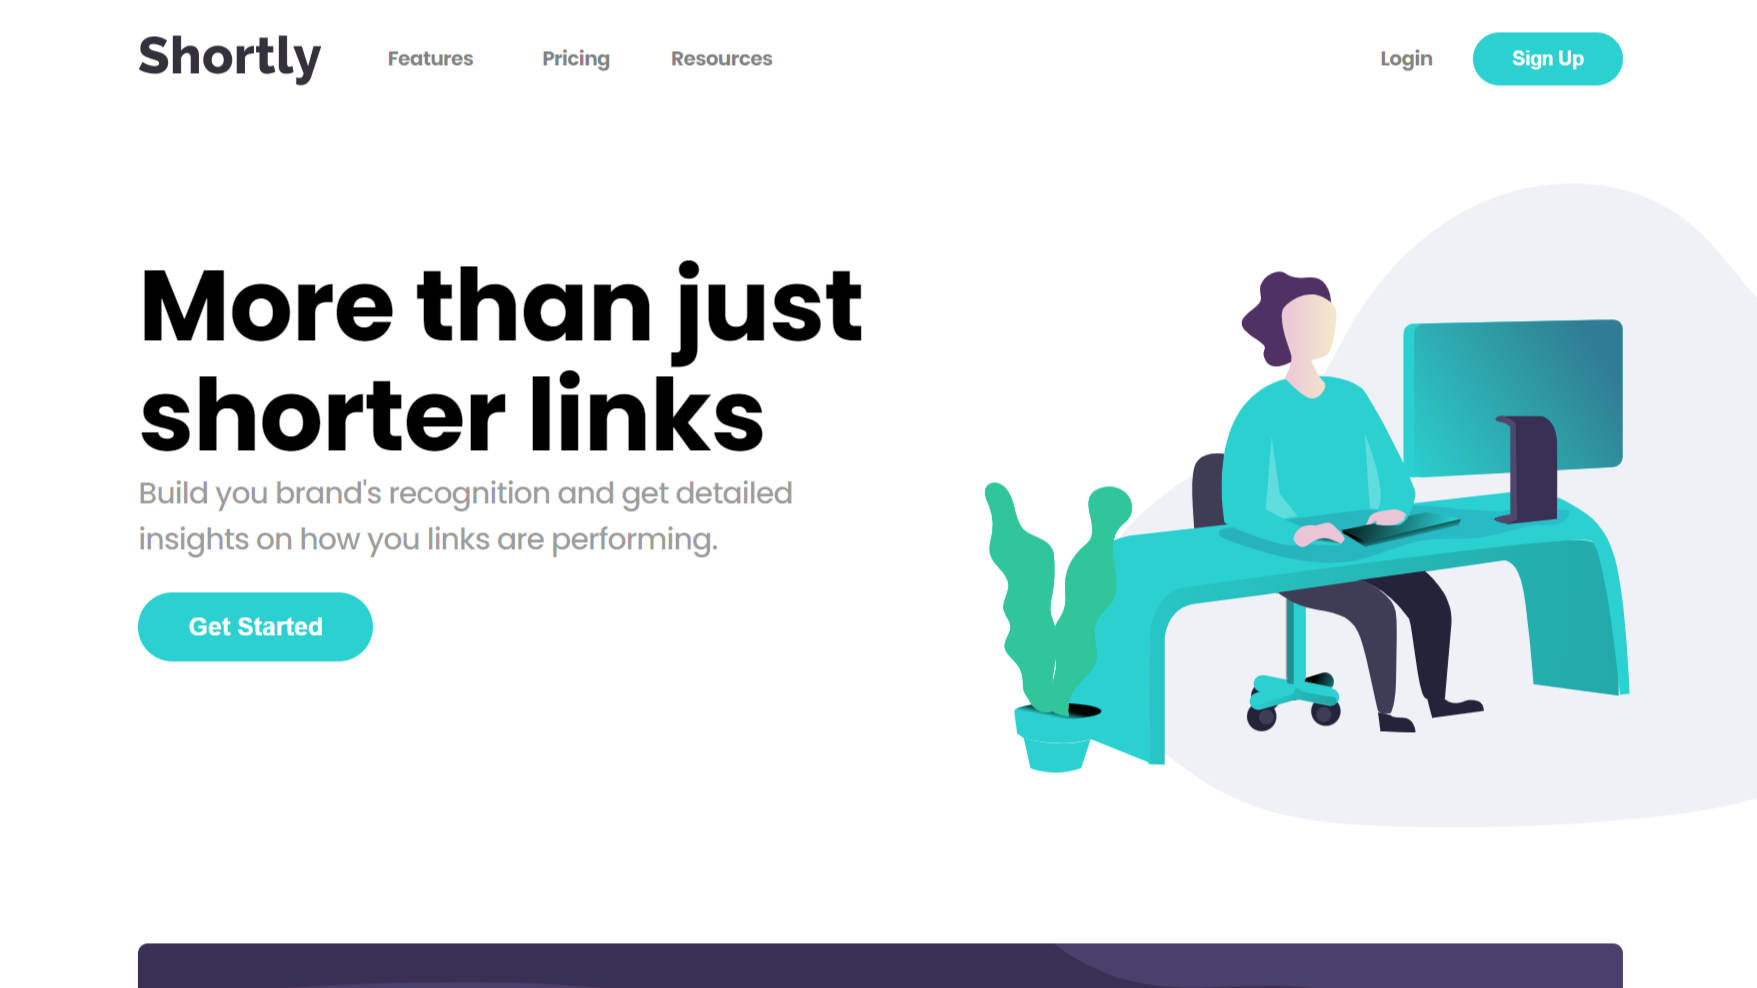 Shortly
Features Pricing Resources
Login
Sign Up
More than just
shorter links
Build you brand's recognition and get detailed
insights on how you links are performing.
Get Started